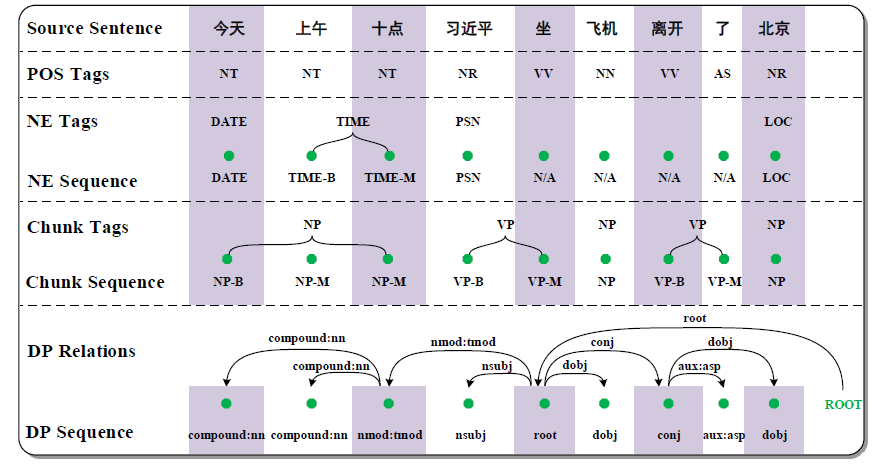 Source Sentence 今天 上午 十点 习近平 坐 飞机 离开 了 北京
POS Tags NT NT NT NR VV NN VV AS NR
NE Tags DATE TIME PSN LOC
NE Sequence DATE TIME-B TIME-M PSN N/A N/A N/A N/A LOC
Chunk Tags NP VP NP VP NP
Chunk Sequence NP-B NP-M NP-M VP-B VP-M NP VP-B VP-M NP
root
compound:nn nmod:tmod conj dobj
DP Relations
compound:nn nsubj dobj aux:asp
ROOT
DP Sequence compound:nn compound:nn nmod:tmod nsubj root dobj conj aux:asp dobj